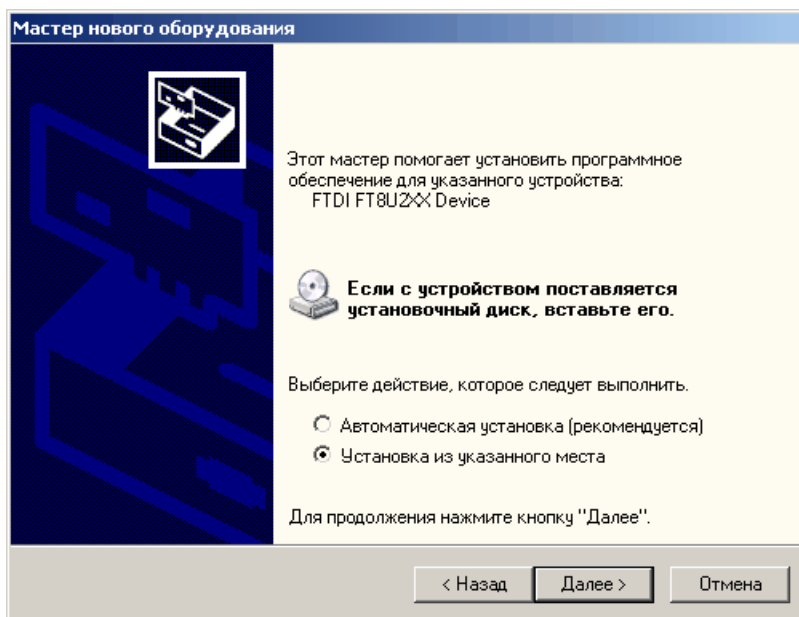 Мастер нового оборудования
Этот мастер помогает установить программное
обеспечение для указанного устройства:
FTDI FT8U2XX Device
Если с устройством поставляется
установочный диск, вставьте его.
Выберите действие, которое следует выполнить.
Автоматическая установка (рекомендуется)
Установка из указанного места
Для продолжения нажмите кнопку "Далее".
< Назад
Далее >
Отмена